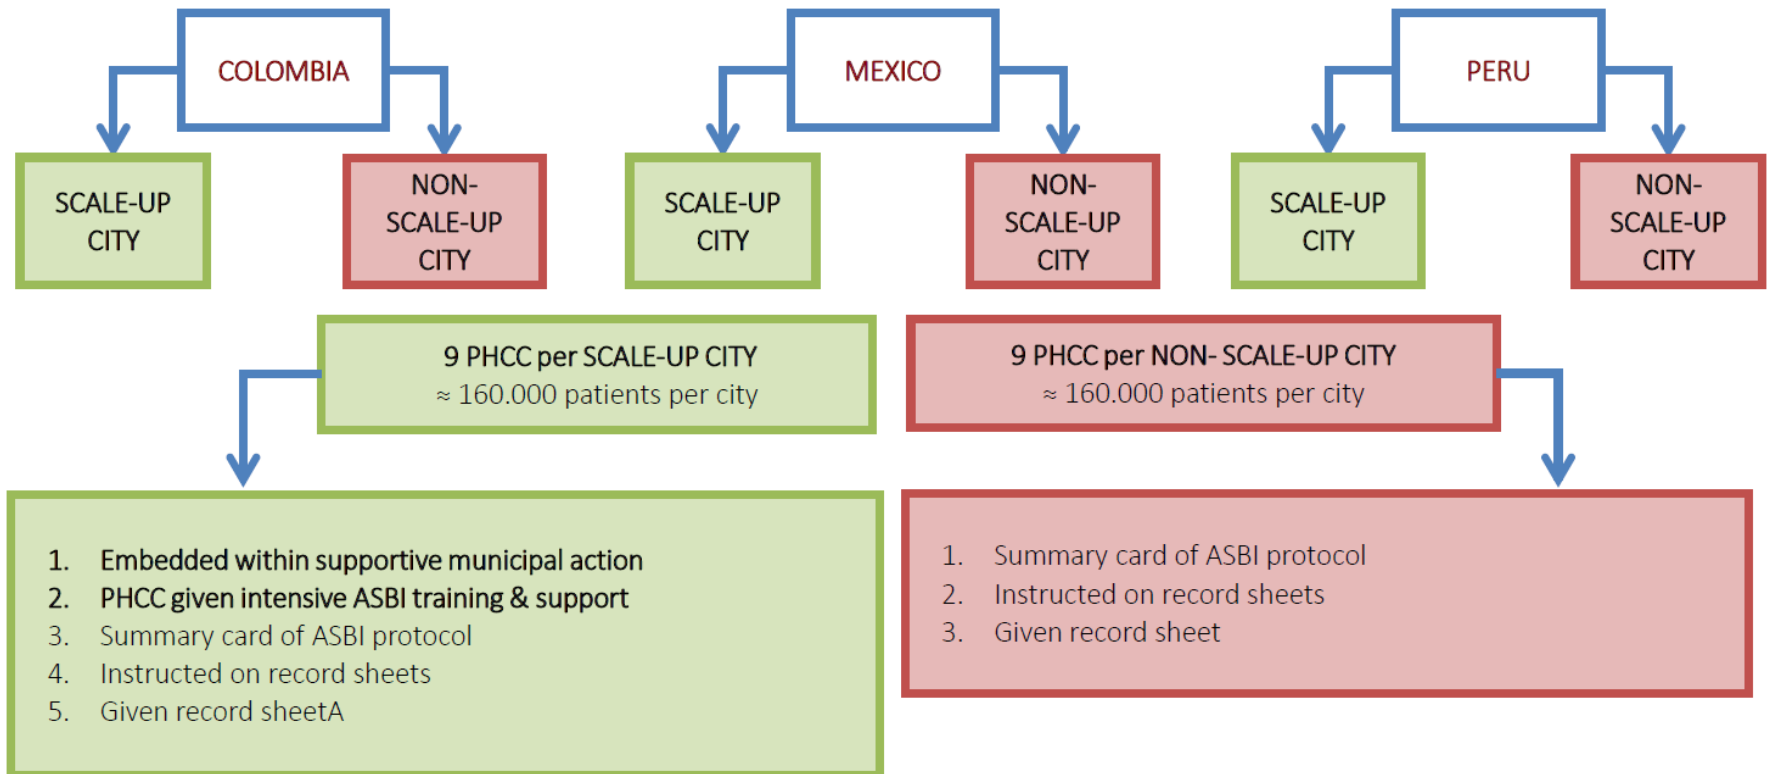 COLOMBIA
MEXICO
PERU
SCALE-UP
CITY
NON-
SCALE-UP
CITY
SCALE-UP
CITY
NON-
SCALE-UP
CITY
SCALE-UP
CITY
NON-
SCALE-UP
CITY
9 PHCC per SCALE-UP CITY
≈ 160.000 patients per city
9 PHCC per NON- SCALE-UP CITY
≈ 160.000 patients per city
1. Embedded within supportive municipal action
2. PHCC given intensive ASBI training & support
3. Summary card of ASBI protocol
4. Instructed on record sheets
5. Given record sheetA
1. Summary card of ASBI protocol
2. Instructed on record sheets
3. Given record sheet